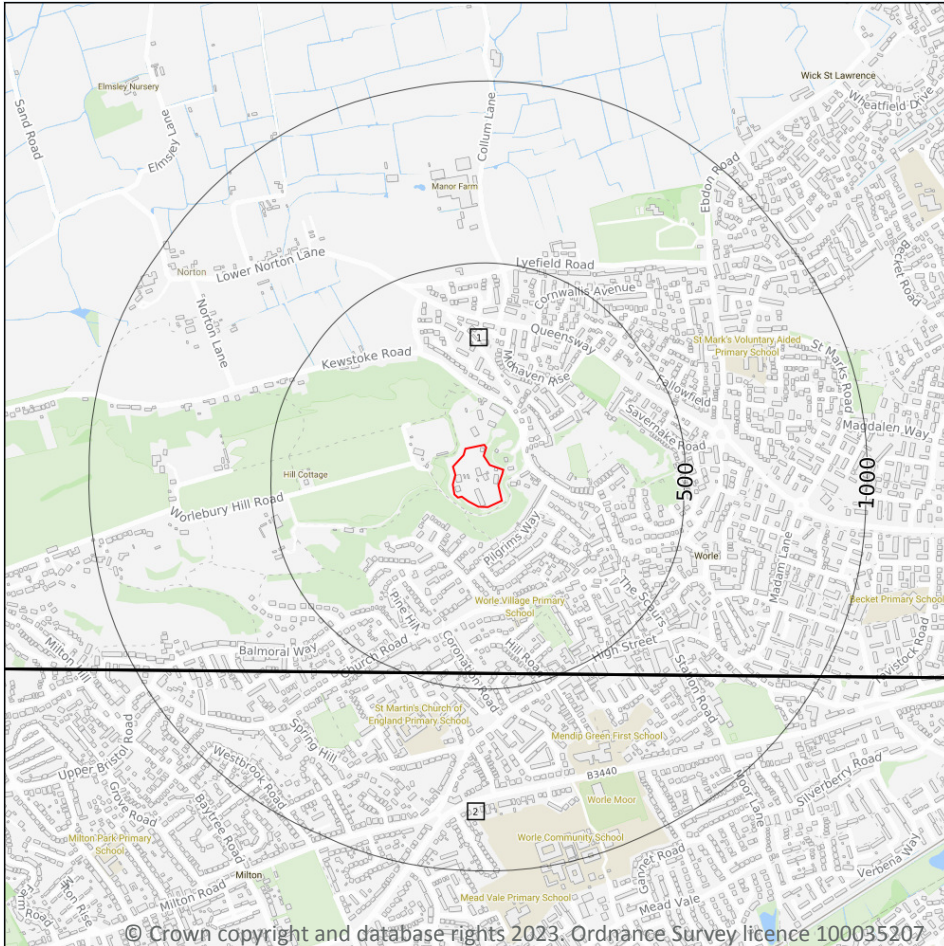 Wick St Lawrence
Elmsley Nursery
Wheatfield Drive
Sand Road
Elmsley Lane
Collum Lane
Ebdon Road
Manor Farm
Becket Road
Lyefield Road
Lower Norton Lane
Norton
Cornwallis Avenue
Norton Lane
Queensway
1
St Mark's Voluntary Aided
Primary School
St Marks Road
Kewstoke Road
Midhaven Rise
Fallowfield
Savernake Road
Magdalen Way
Hill Cottage
500
1000
Worlebury Hill Road
Pilgrims Way
Worle
Madam Lane
The Scaurs
Pine Hill
Worle Village Primary
School
Becket Primary School
Milton Hill
Balmoral Way
Church Road
Coronation Road
Hill Road
High Street
Station Road
Tavistock Road
St Martin's Church of
England Primary School
Spring Hill
Mendip Green First School
Upper Bristol Road
Westbrook Road
B3440
Moor Lane
Silverberry Road
Grove Road
Baytree Road
2
Worle Moor
Milton Park Primary
School
Worle Community School
Verbena Way
Gannet Road
Milton
Milton Road
Mead Vale Primary School
Mead Vale
© Crown copyright and database rights 2023. Ordnance Survey licence 100035207